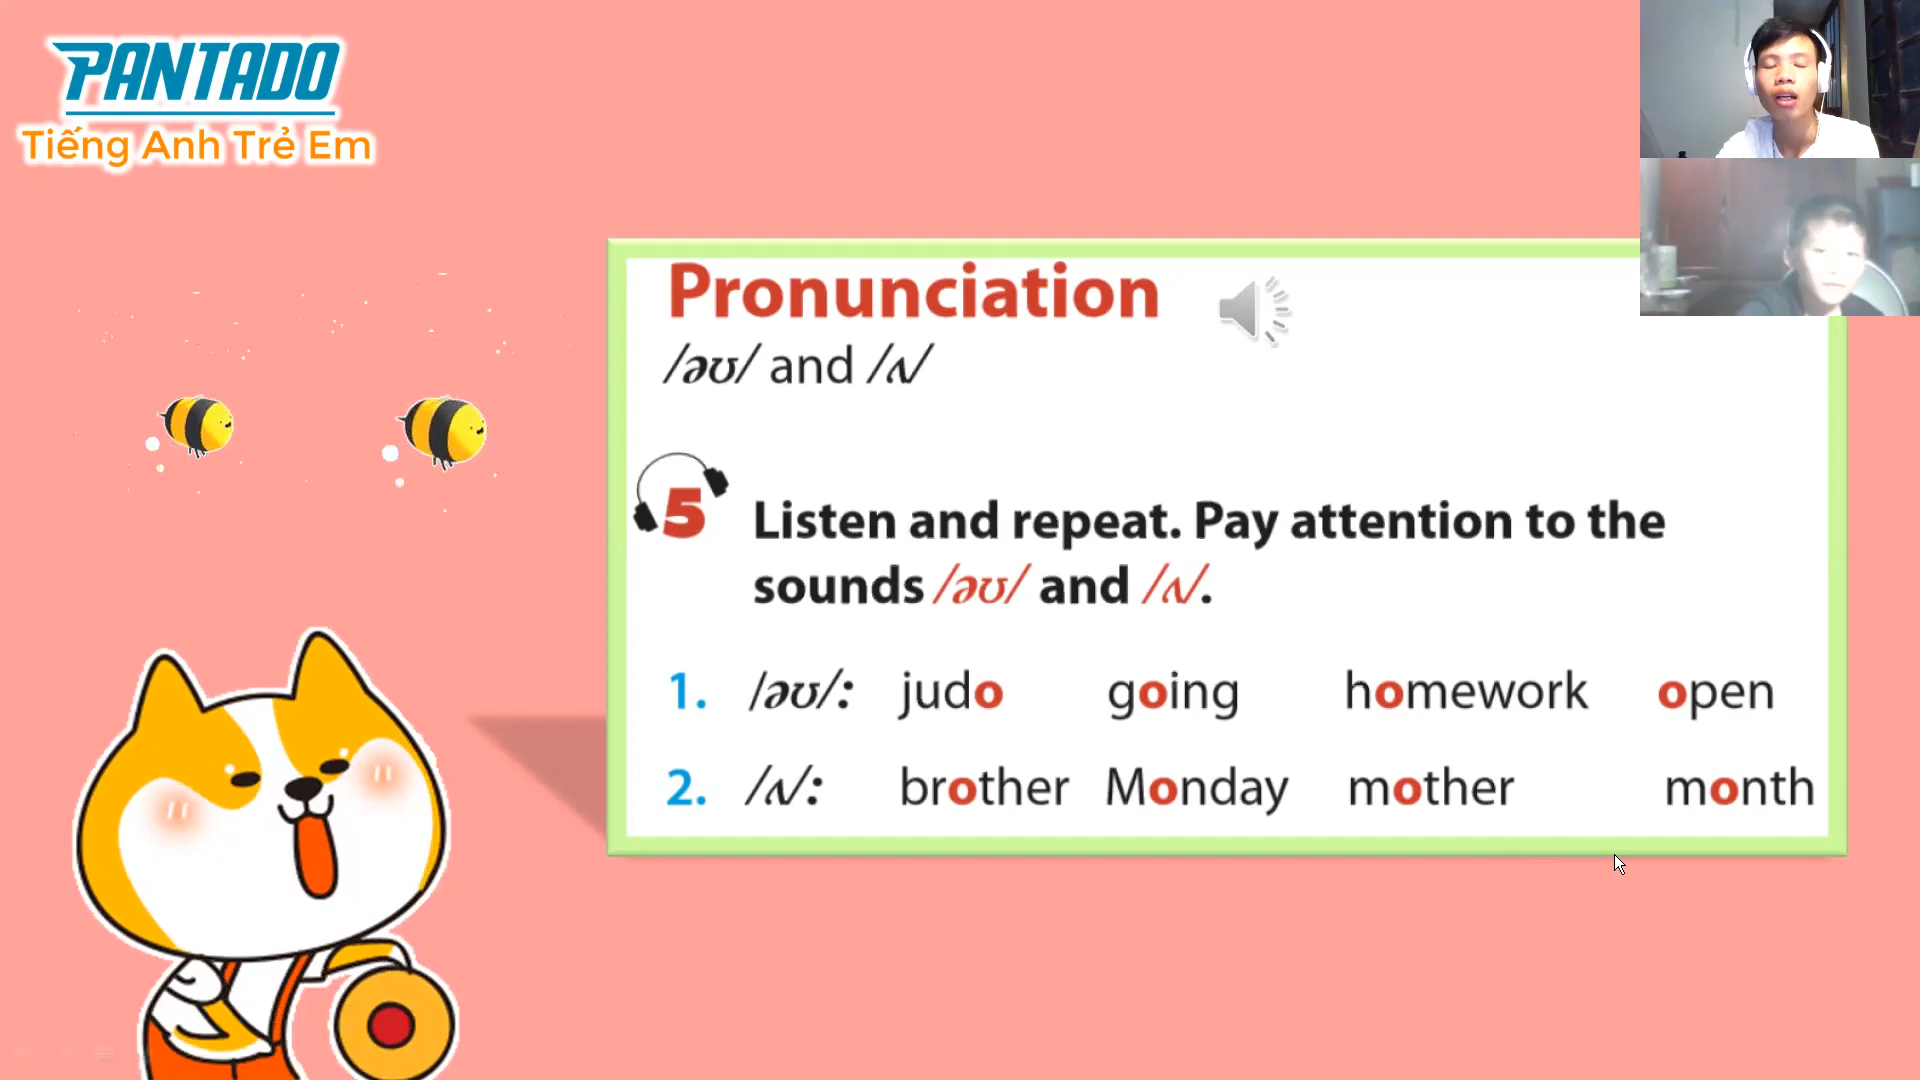 PANTADO
Tiếng Anh Trẻ Em
Pronunciation
/əʊ/ and /ʌ/
5 Listen and repeat. Pay attention to the
sounds /əʊ/ and /ʌ/.
1. /əʊ/: judo going homework open
2. /ʌ/: brother Monday mother month